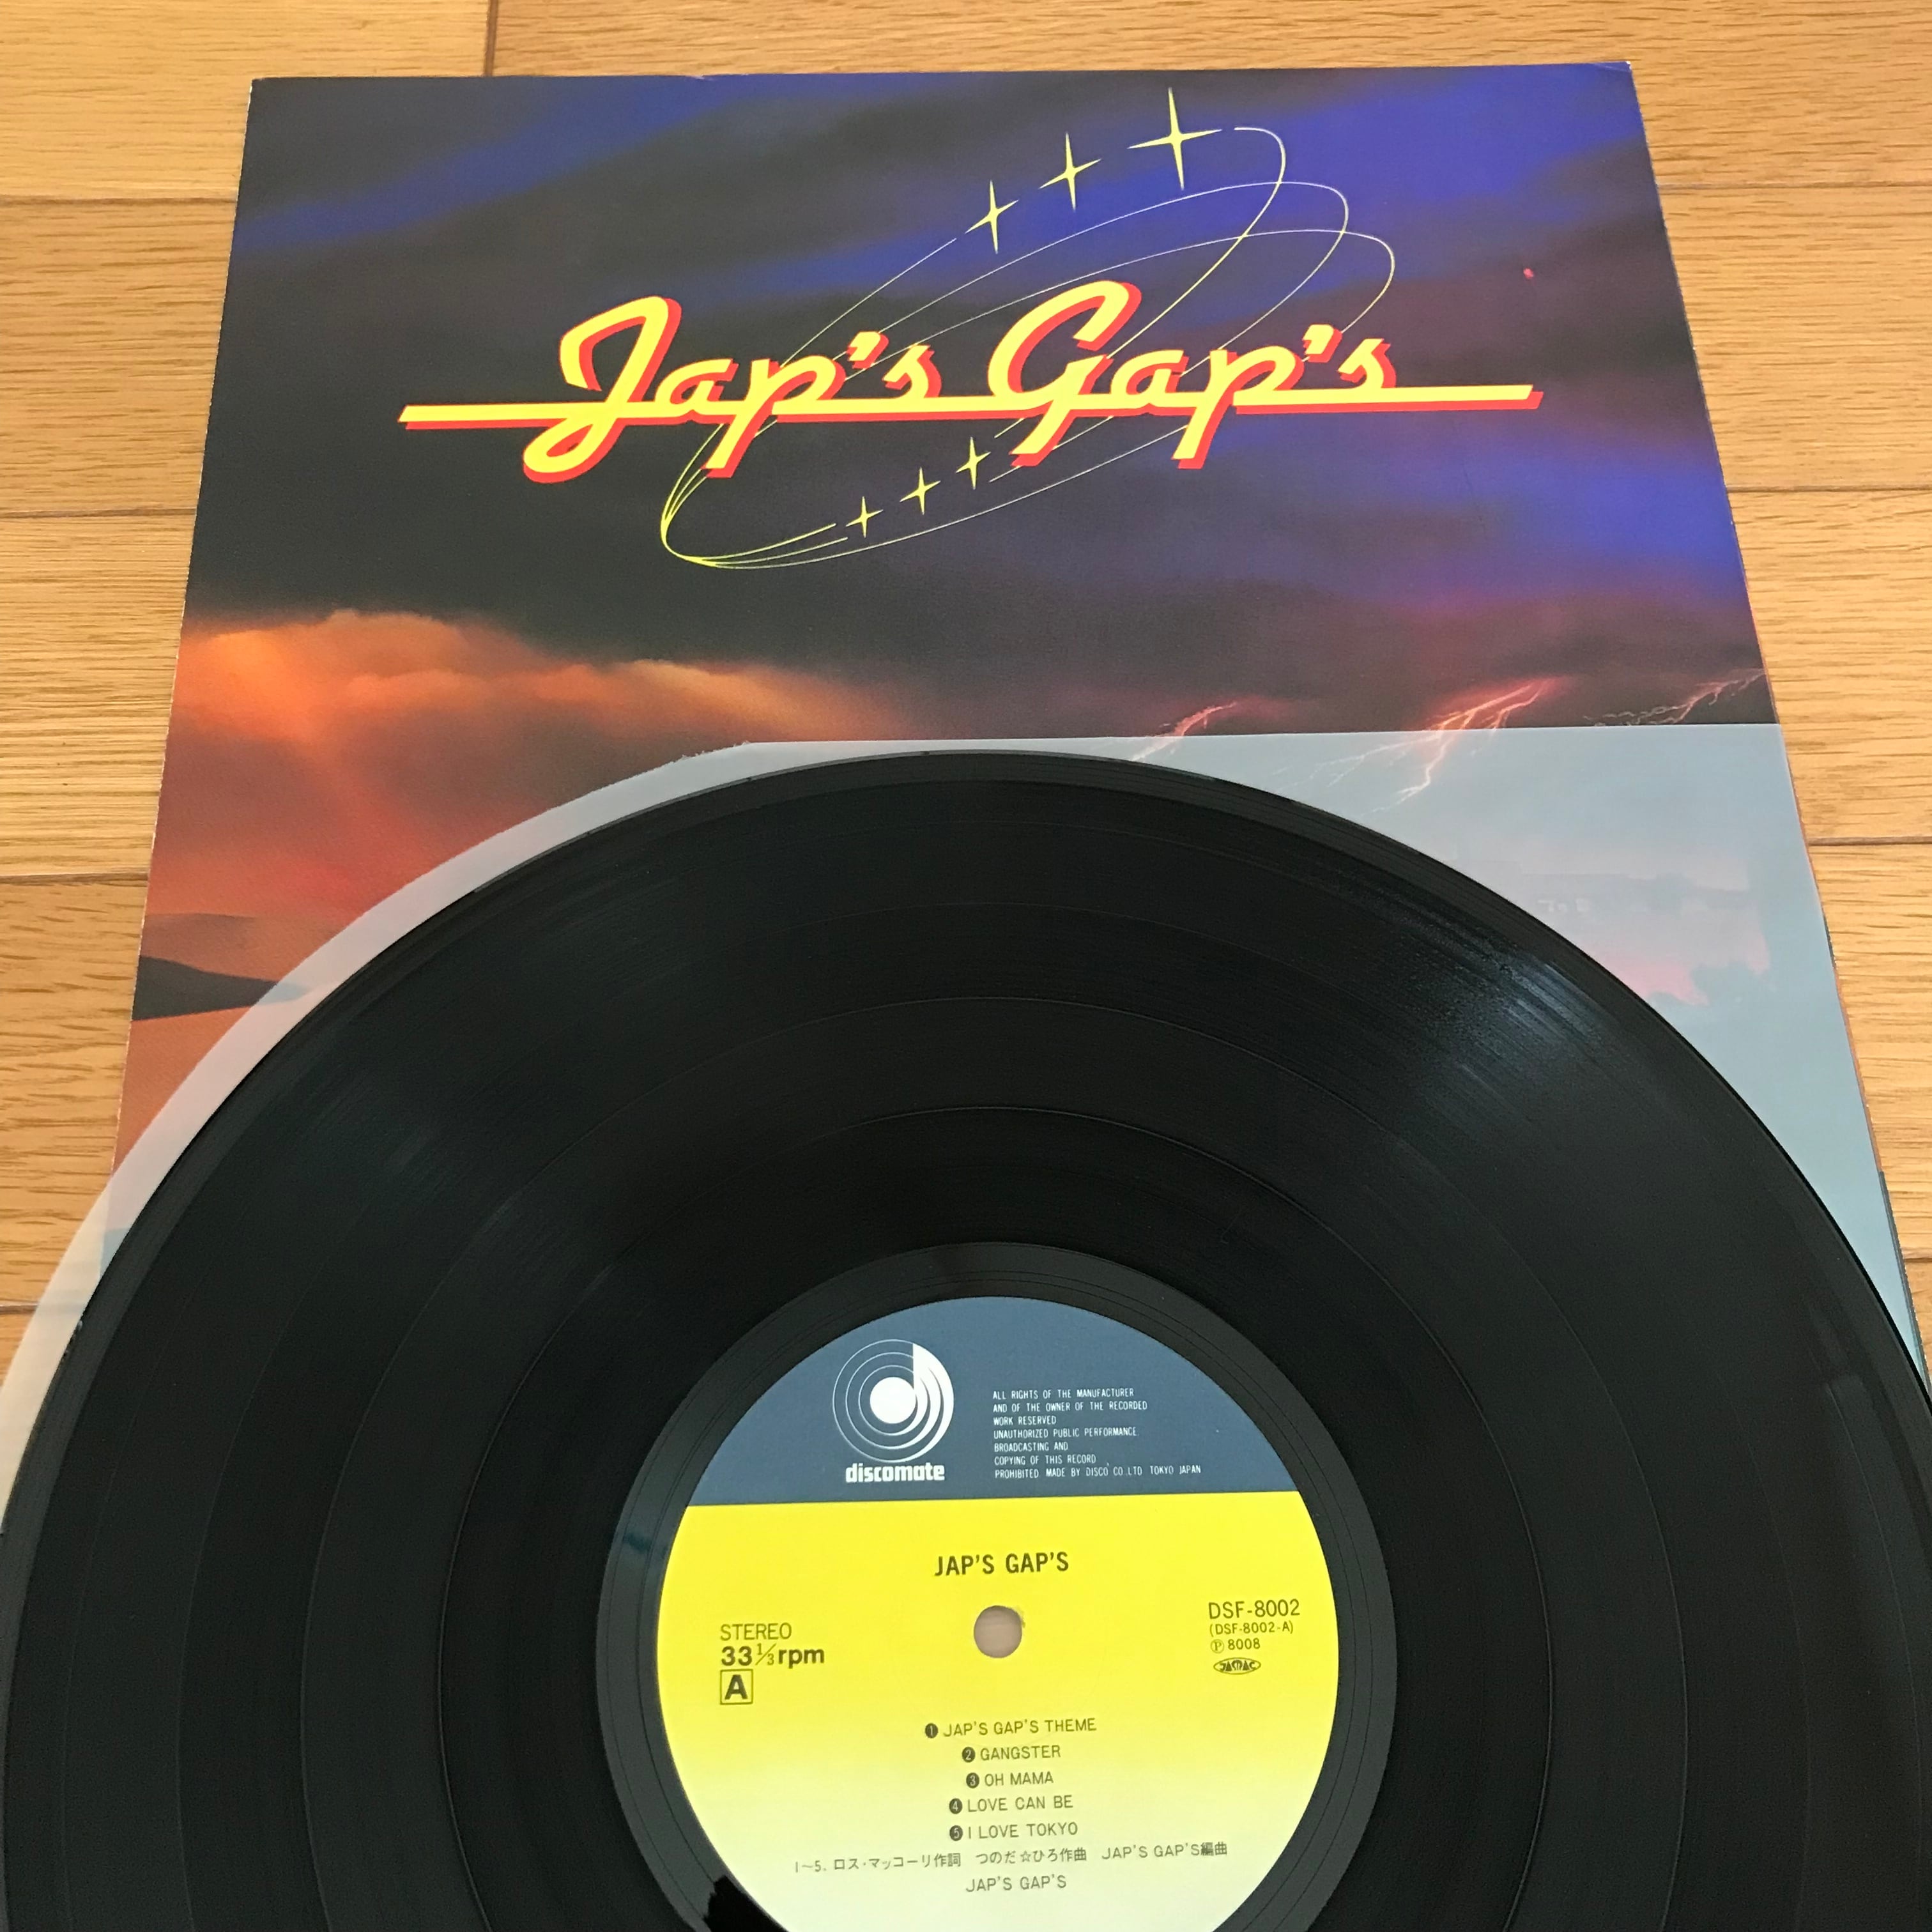 Jap's Gap's
discomate
ALL RIGHTS OF THE MANUFACTURER
AND OF THE OWNER OF THE RECORDED
WORK RESERVED
UNAUTHORIZED PUBLIC PERFORMANCE
BROADCASTING AND
COPYING OF THIS RECORD
PROHIBITED MADE BY DISCO CO.,LTD TOKYO JAPAN
JAP'S GAP'S
STEREO
33⅓rpm
A
DSF-8002
(DSF-8002-A)
Ⓟ8008
JAMAC
❶ JAP'S GAP'S THEME
❷ GANGSTER
❸ OH MAMA
❹ LOVE CAN BE
❺ I LOVE TOKYO
1～5. ロス・マッコーリ作詞 つのだ☆ひろ作曲 JAP'S GAP'S編曲
JAP'S GAP'S